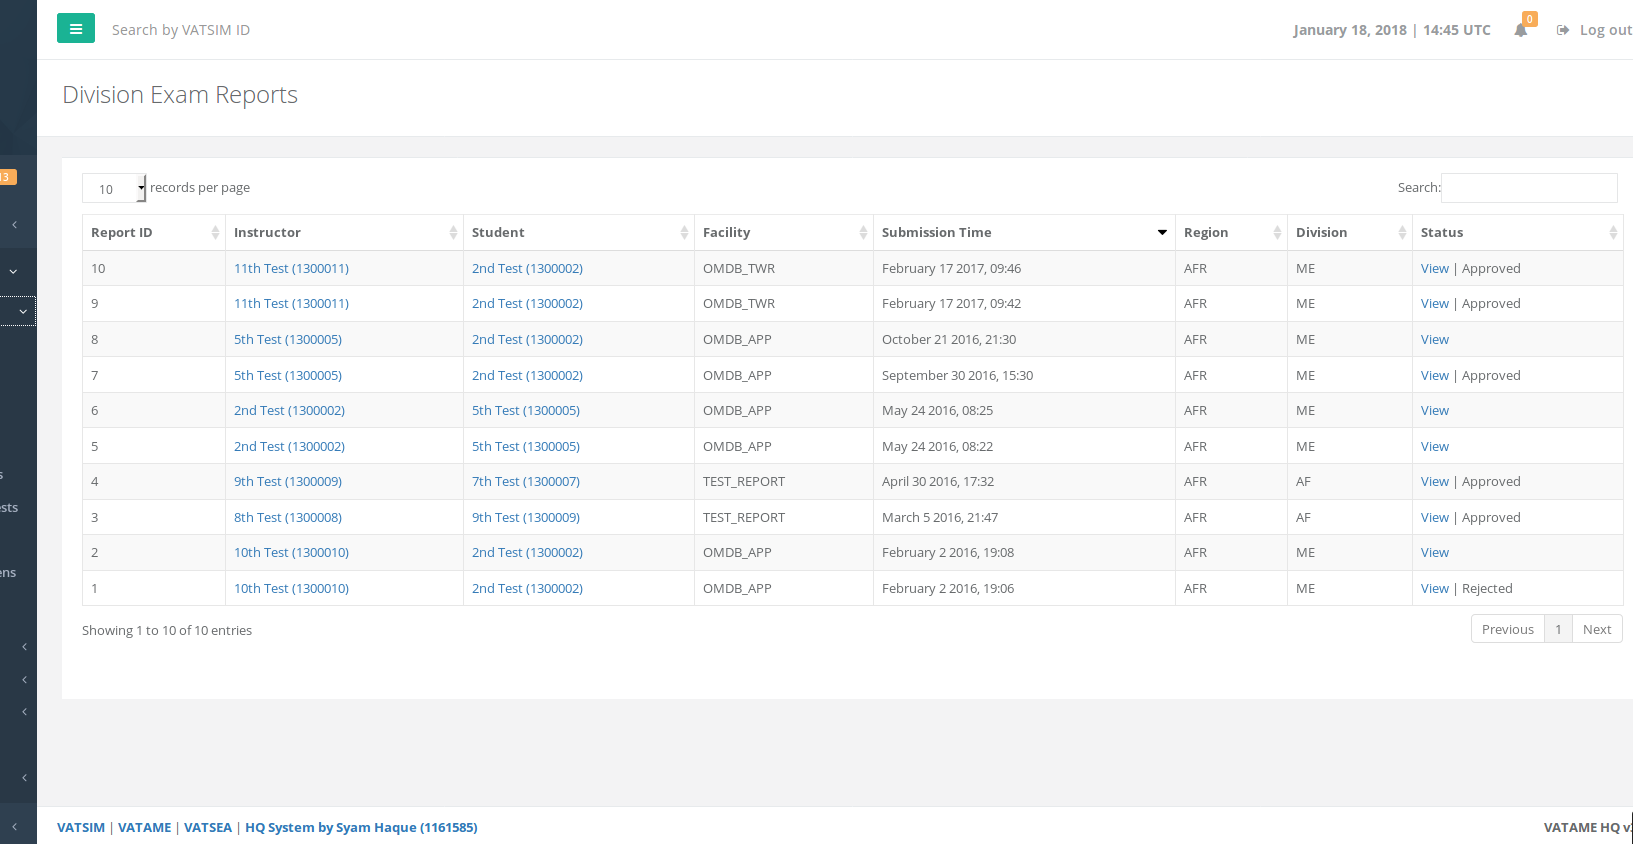 Search by VATSIM ID
January 18, 2018 | 14:45 UTC
0
Log out
Division Exam Reports
13
10 records per page
Search:
Report ID Instructor Student Facility Submission Time Region Division Status
10 11th Test (1300011) 2nd Test (1300002) OMDB_TWR February 17 2017, 09:46 AFR ME View | Approved
9 11th Test (1300011) 2nd Test (1300002) OMDB_TWR February 17 2017, 09:42 AFR ME View | Approved
8 5th Test (1300005) 2nd Test (1300002) OMDB_APP October 21 2016, 21:30 AFR ME View
7 5th Test (1300005) 2nd Test (1300002) OMDB_APP September 30 2016, 15:30 AFR ME View | Approved
6 2nd Test (1300002) 5th Test (1300005) OMDB_APP May 24 2016, 08:25 AFR ME View
5 2nd Test (1300002) 5th Test (1300005) OMDB_APP May 24 2016, 08:22 AFR ME View
4 9th Test (1300009) 7th Test (1300007) TEST_REPORT April 30 2016, 17:32 AFR AF View | Approved
3 8th Test (1300008) 9th Test (1300009) TEST_REPORT March 5 2016, 21:47 AFR AF View | Approved
2 10th Test (1300010) 2nd Test (1300002) OMDB_APP February 2 2016, 19:08 AFR ME View
1 10th Test (1300010) 2nd Test (1300002) OMDB_APP February 2 2016, 19:06 AFR ME View | Rejected
Showing 1 to 10 of 10 entries
Previous 1 Next
VATSIM | VATAME | VATSEA | HQ System by Syam Haque (1161585)
VATAME HQ